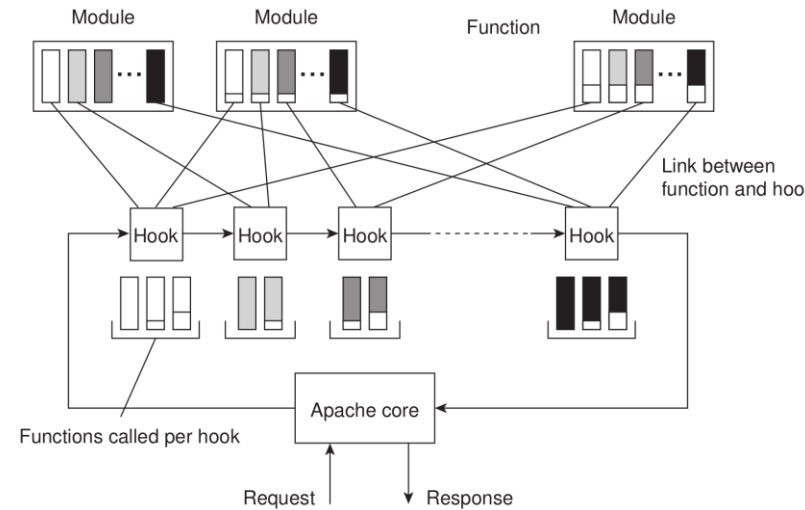 Module
Module
Function
Module
Link between
function and hoo
Hook
Hook
Hook
Hook
Apache core
Functions called per hook
Request
Response